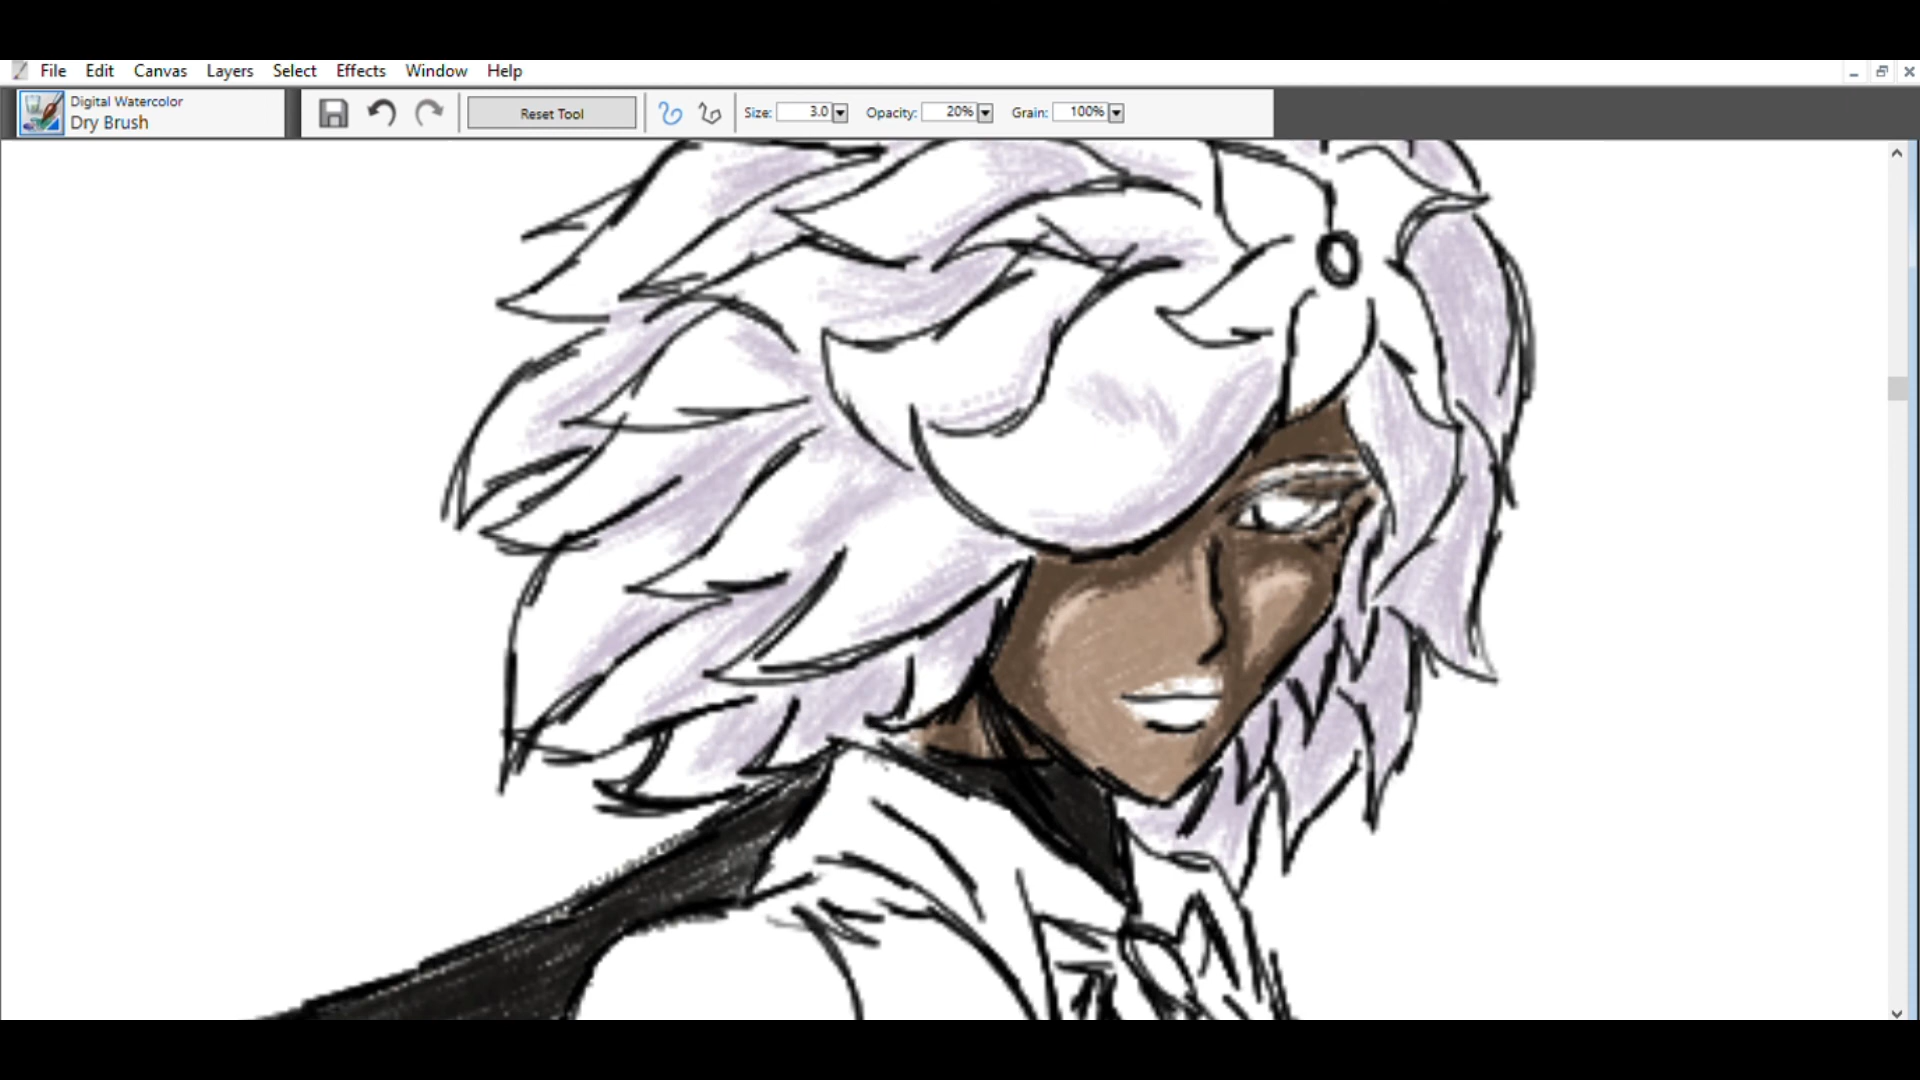 File Edit Canvas Layers Select Effects Window Help
Digital Watercolor
Dry Brush
Reset Tool
Size: 3.0 Opacity: 20% Grain: 100%